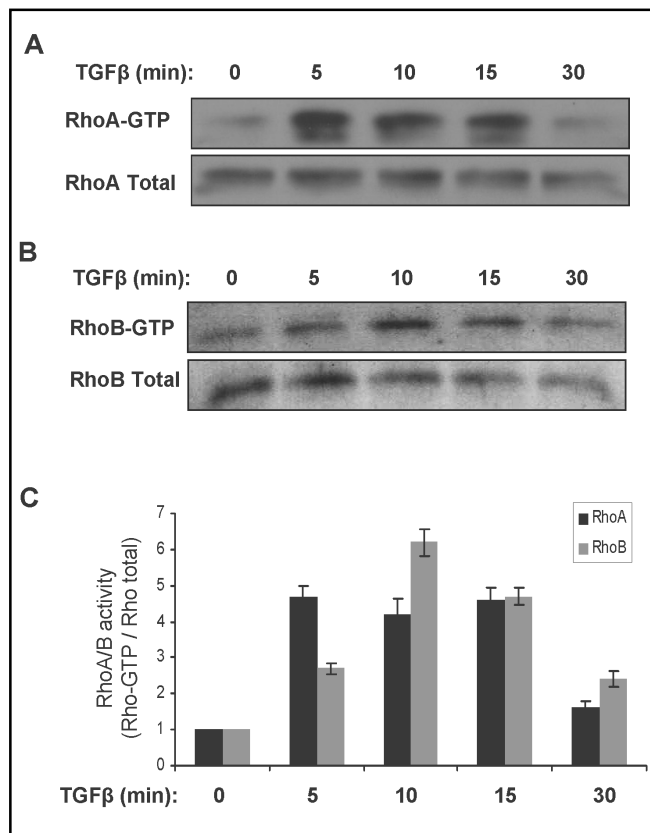 A
TGFβ (min): 0 5 10 15 30
RhoA-GTP
RhoA Total
B
TGFβ (min): 0 5 10 15 30
RhoB-GTP
RhoB Total
C
RhoA/B activity
(Rho-GTP / Rho total)
7
6
5
4
3
2
1
0
RhoA
RhoB
TGFβ (min): 0 5 10 15 30